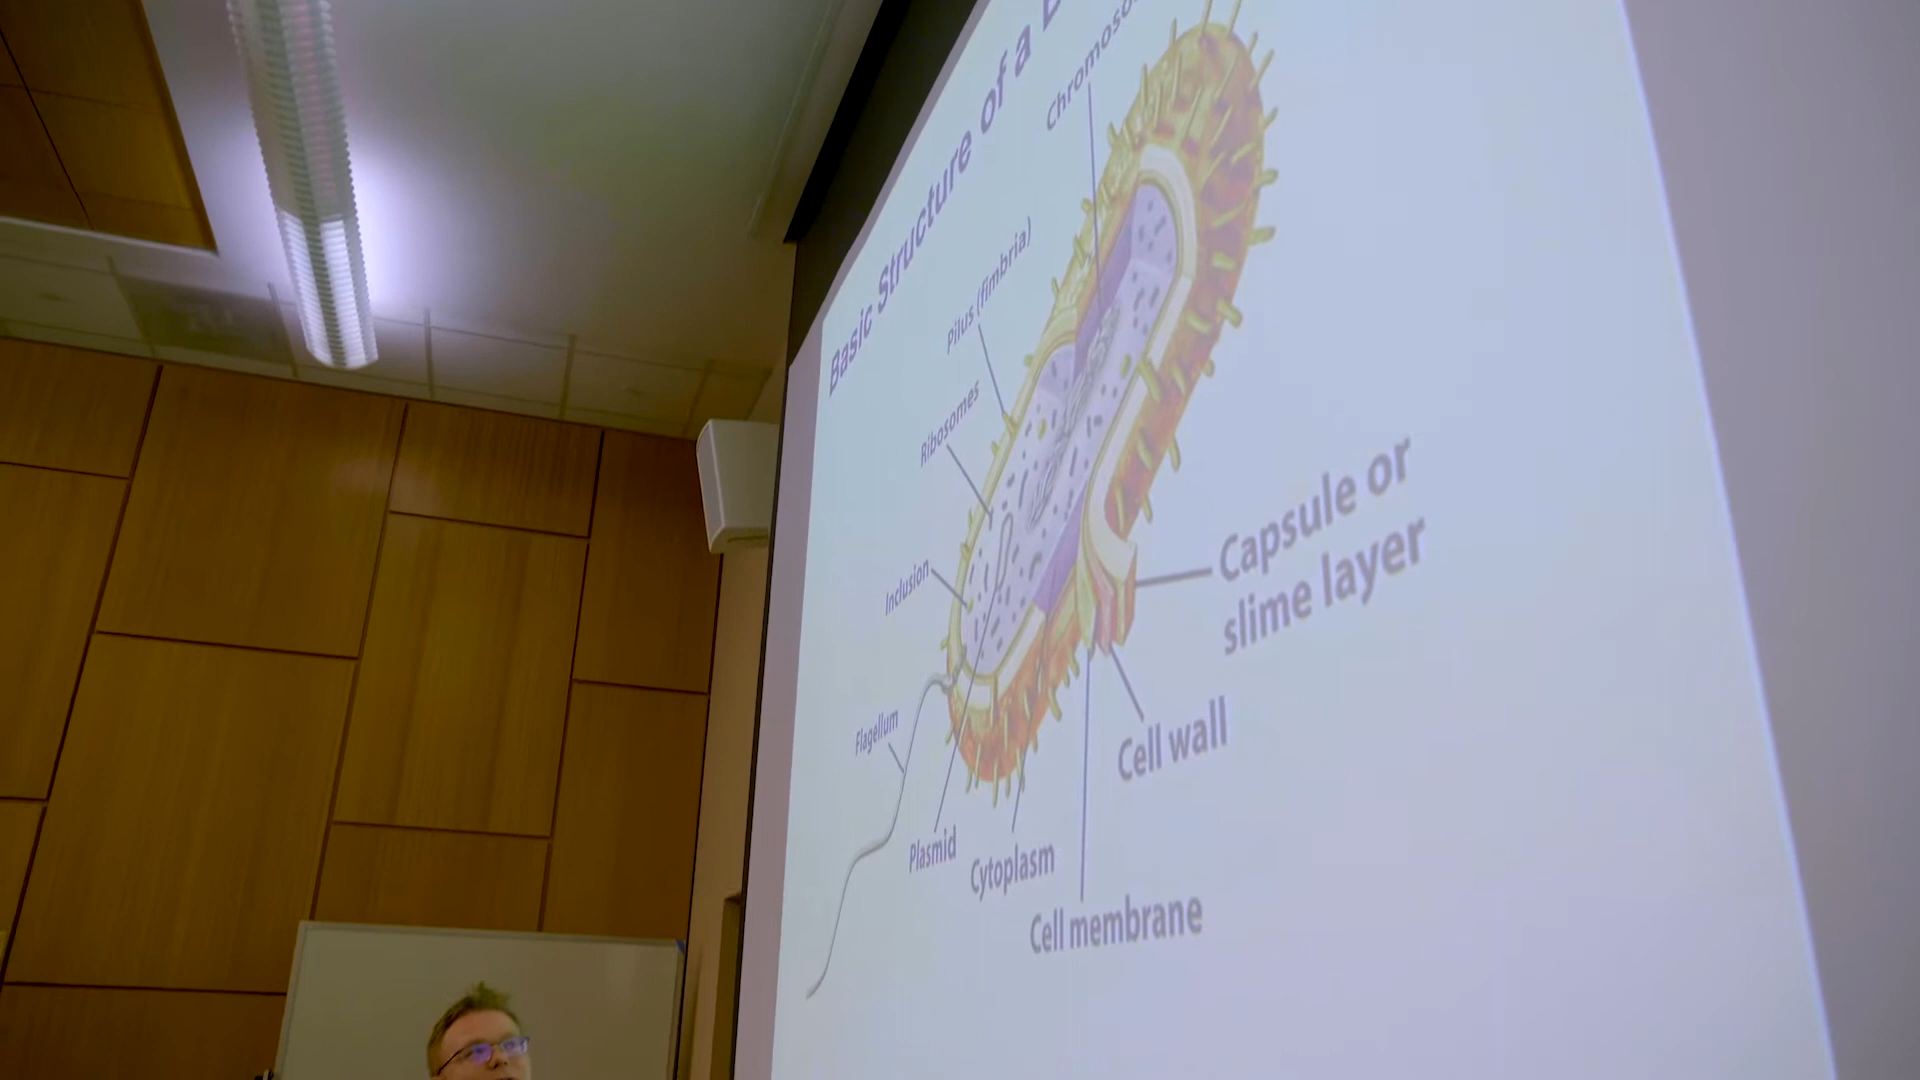 Basic Structure of a
Pilus (fimbria)
Ribosomes
Inclusion
Flagellum
Plasmid
Cytoplasm
Cell membrane
Cell wall
Capsule or
slime layer